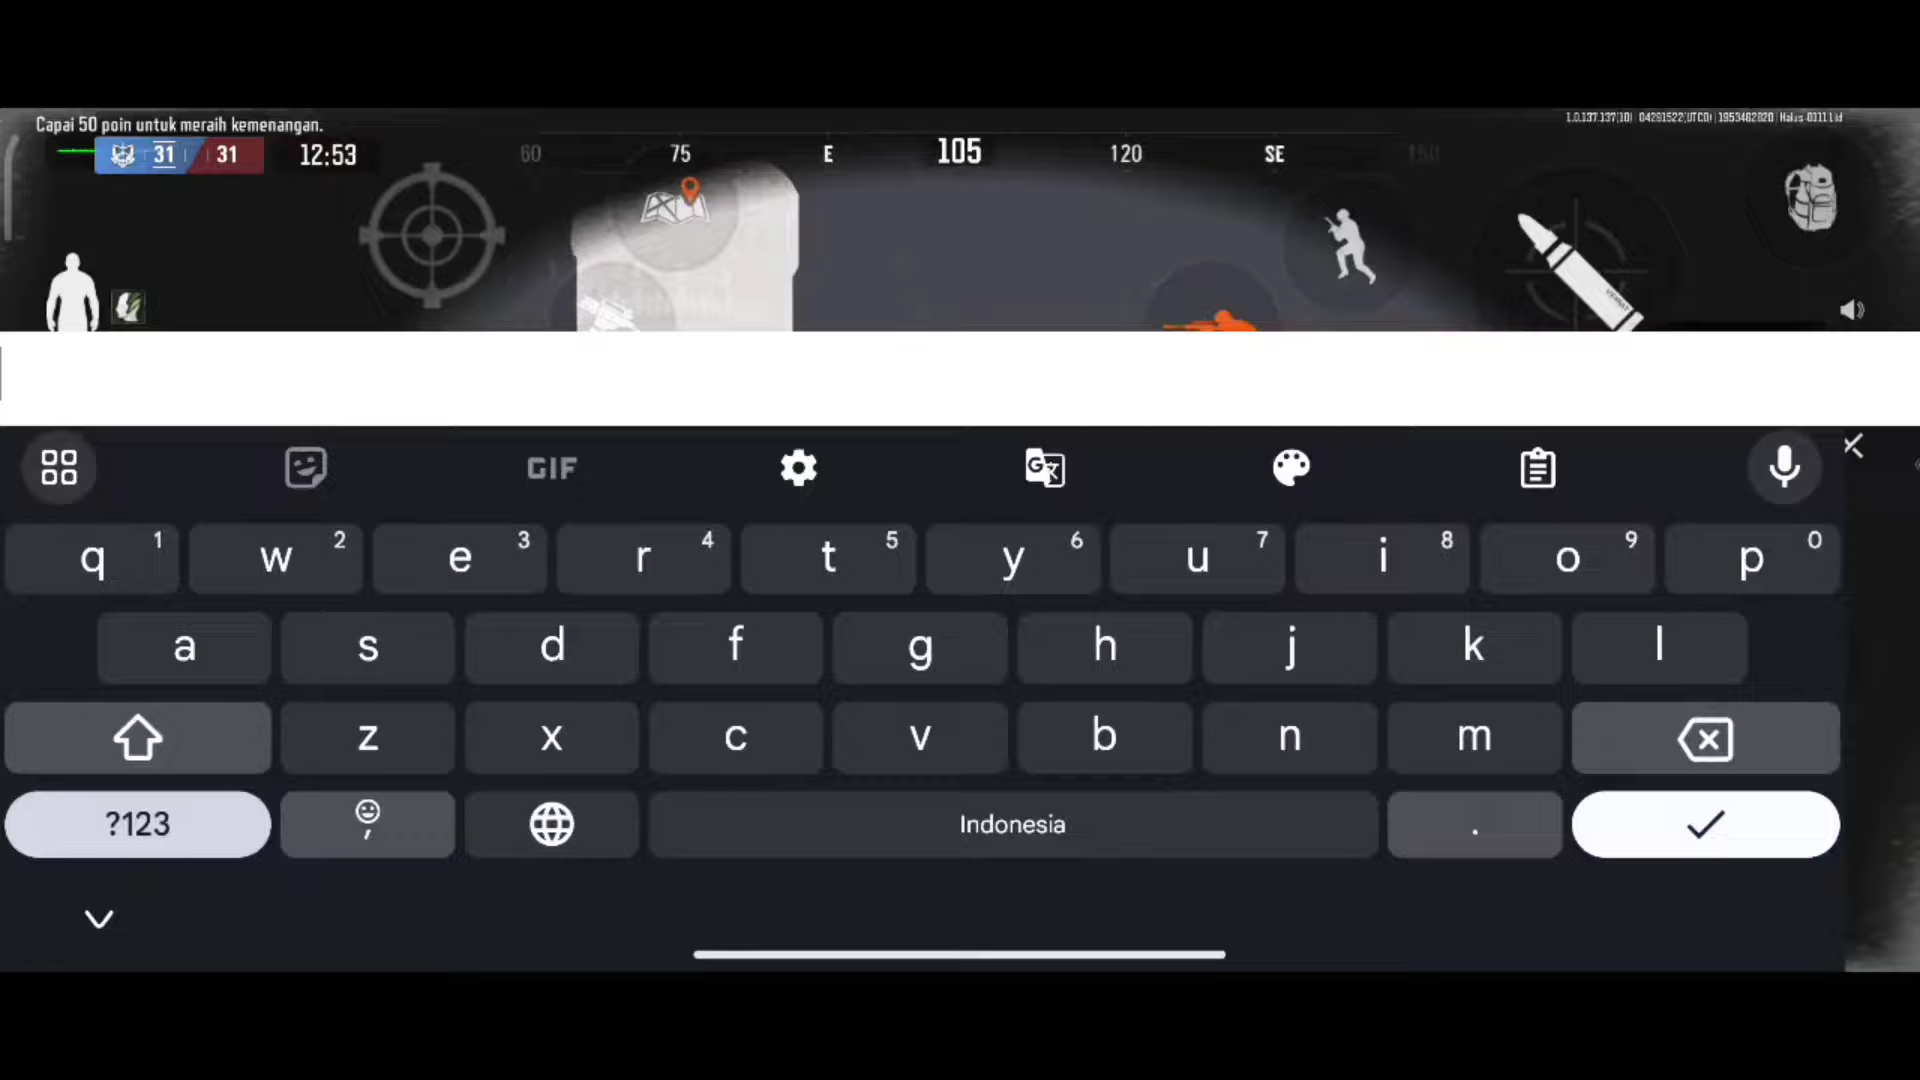 Capai 50 poin untuk meraih kemenangan.
31 31 12:53
60 75 E 105 120 SE 150
GIF
q 1 w 2 e 3 r 4 t 5 y 6 u 7 i 8 o 9 p 0
a s d f g h j k l
z x c v b n m
?123 , Indonesia .